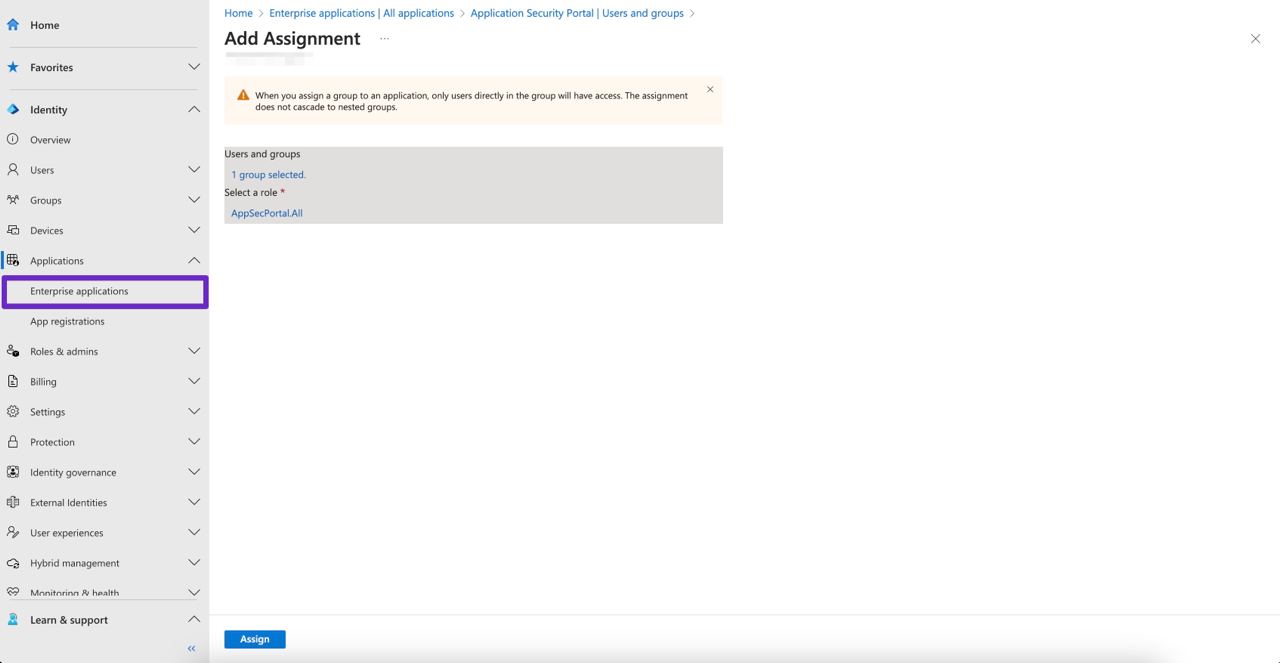 Home
Favorites
Identity
Overview
Users
Groups
Devices
Applications
Enterprise applications
App registrations
Roles & admins
Billing
Settings
Protection
Identity governance
External Identities
User experiences
Hybrid management
Monitoring & health
Learn & support
Home > Enterprise applications | All applications > Application Security Portal | Users and groups >
Add Assignment ...
When you assign a group to an application, only users directly in the group will have access. The assignment
does not cascade to nested groups.
Users and groups
1 group selected.
Select a role *
AppSecPortal.All
Assign